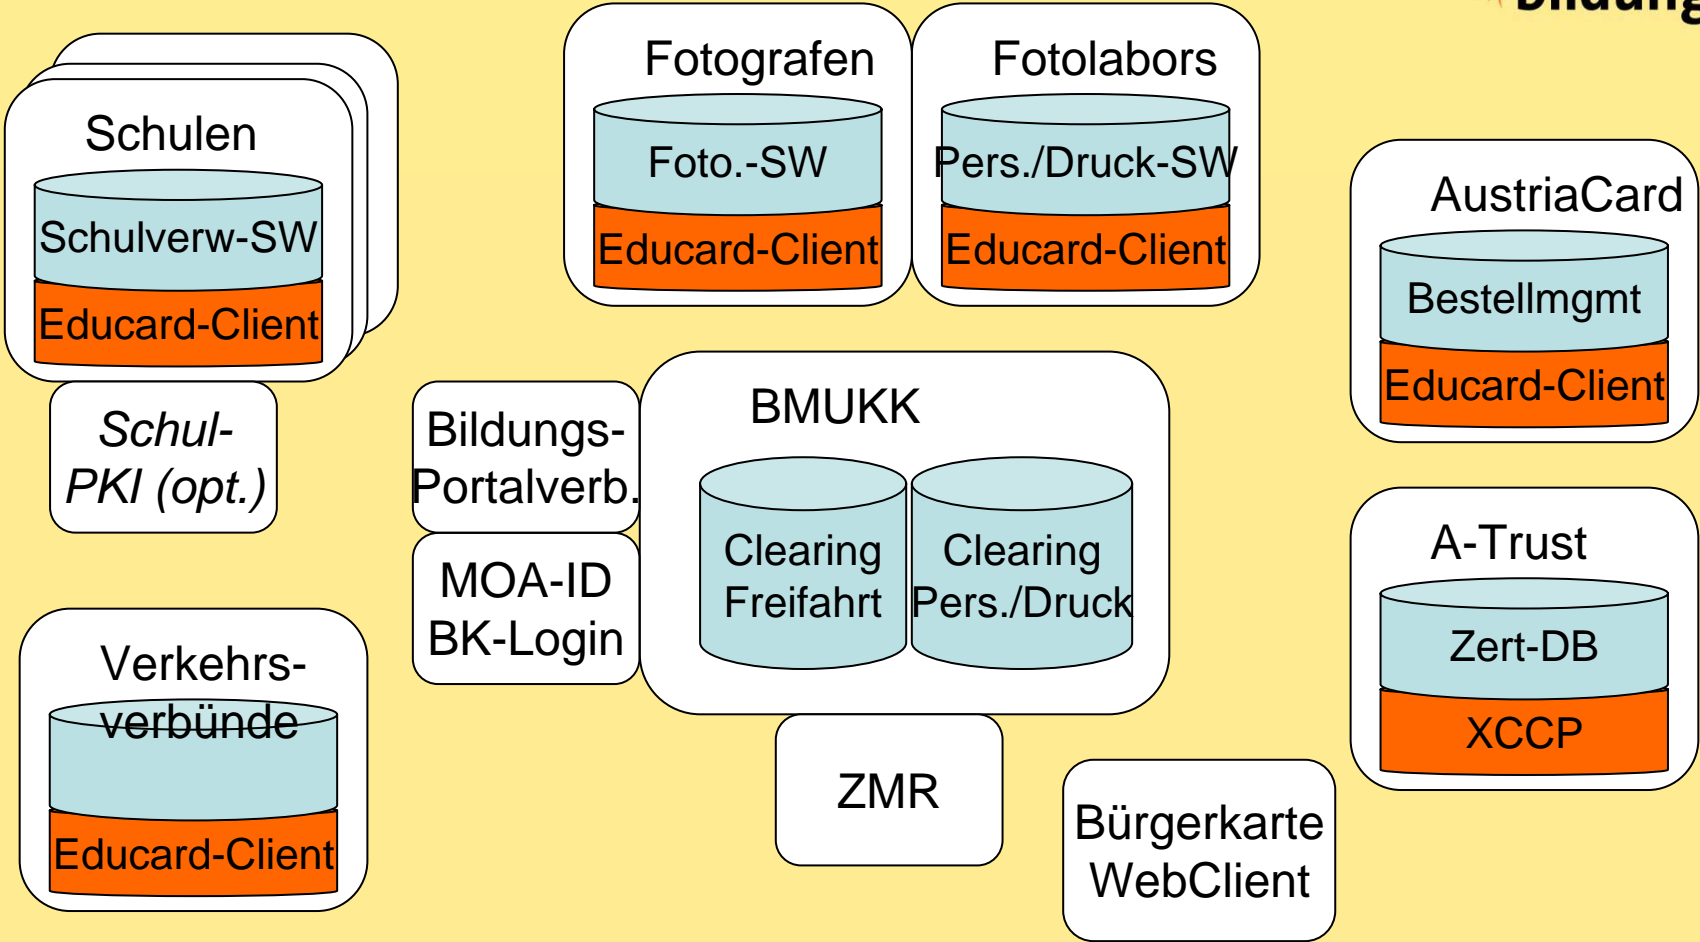 Schulen
Schulverw-SW
Educard-Client
Schul-
PKI (opt.)
Verkehrs-
verbünde
Educard-Client
Fotografen
Foto.-SW
Educard-Client
Fotolabors
Pers./Druck-SW
Educard-Client
Bildungs-
Portalverb.
MOA-ID
BK-Login
BMUKK
Clearing
Freifahrt
Clearing
Pers./Druck
ZMR
Bürgerkarte
WebClient
AustriaCard
Bestellmgmt
Educard-Client
A-Trust
Zert-DB
XCCP